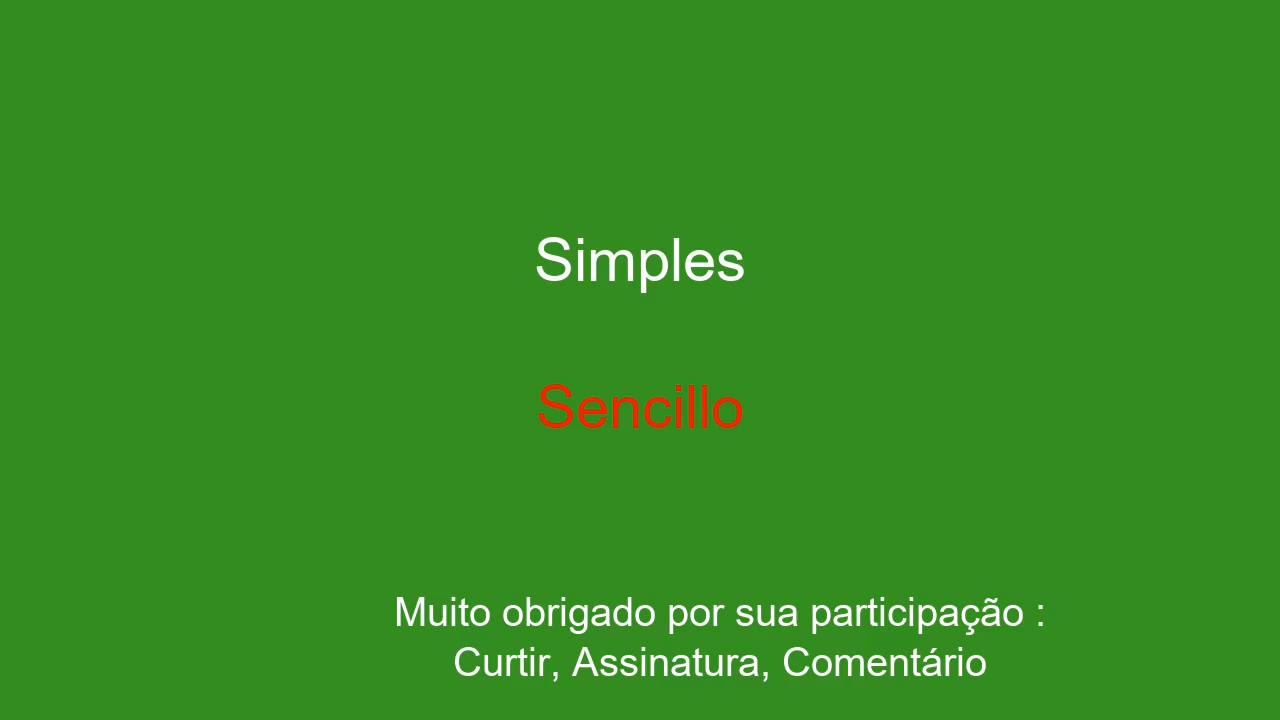 Simples
Sencillo
Muito obrigado por sua participação :
Curtir, Assinatura, Comentário